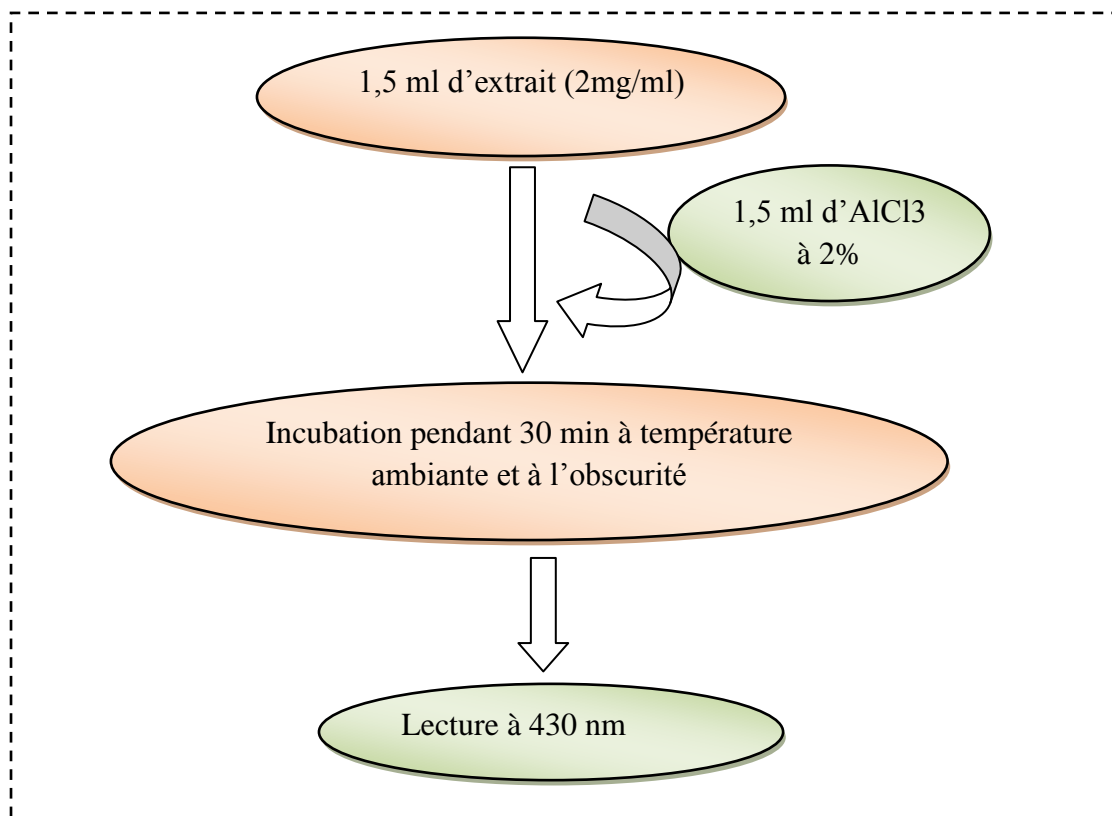 1,5 ml d’extrait (2mg/ml)
1,5 ml d’AlCl3
à 2%
Incubation pendant 30 min à température
ambiante et à l’obscurité
Lecture à 430 nm